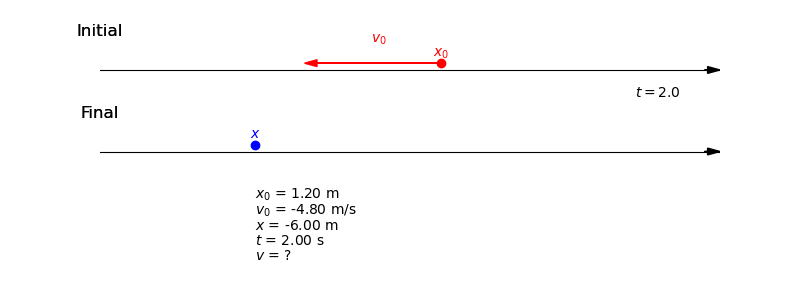 Initial
v₀
x₀
t = 2.0
Final
x
x₀ = 1.20 m
v₀ = -4.80 m/s
x = -6.00 m
t = 2.00 s
v = ?